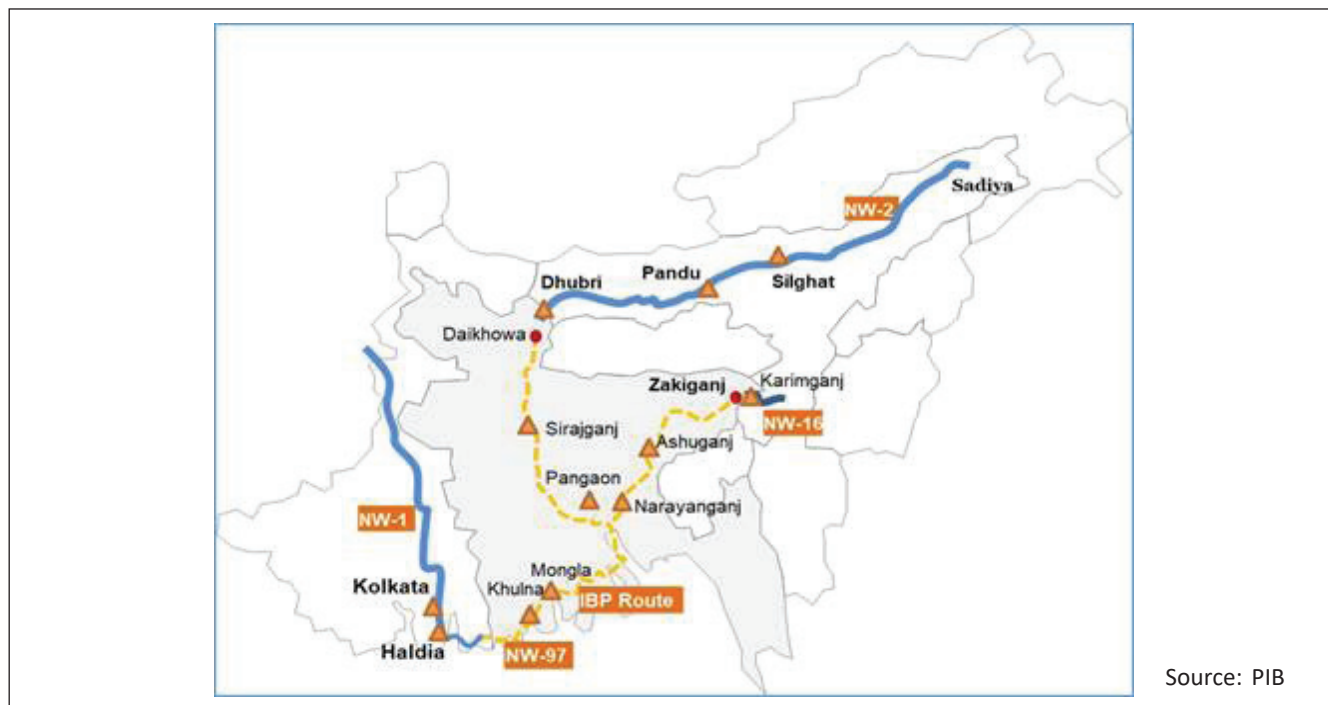 Sadiya
NW-2
Pandu
Silghat
Dhubri
Daikhowa
Zakiganj
Karimganj
NW-16
Sirajganj
Ashuganj
Pangaon
Narayanganj
NW-1
Mongla
Kolkata
Khulna
IBP Route
Haldia
NW-97
Source: PIB